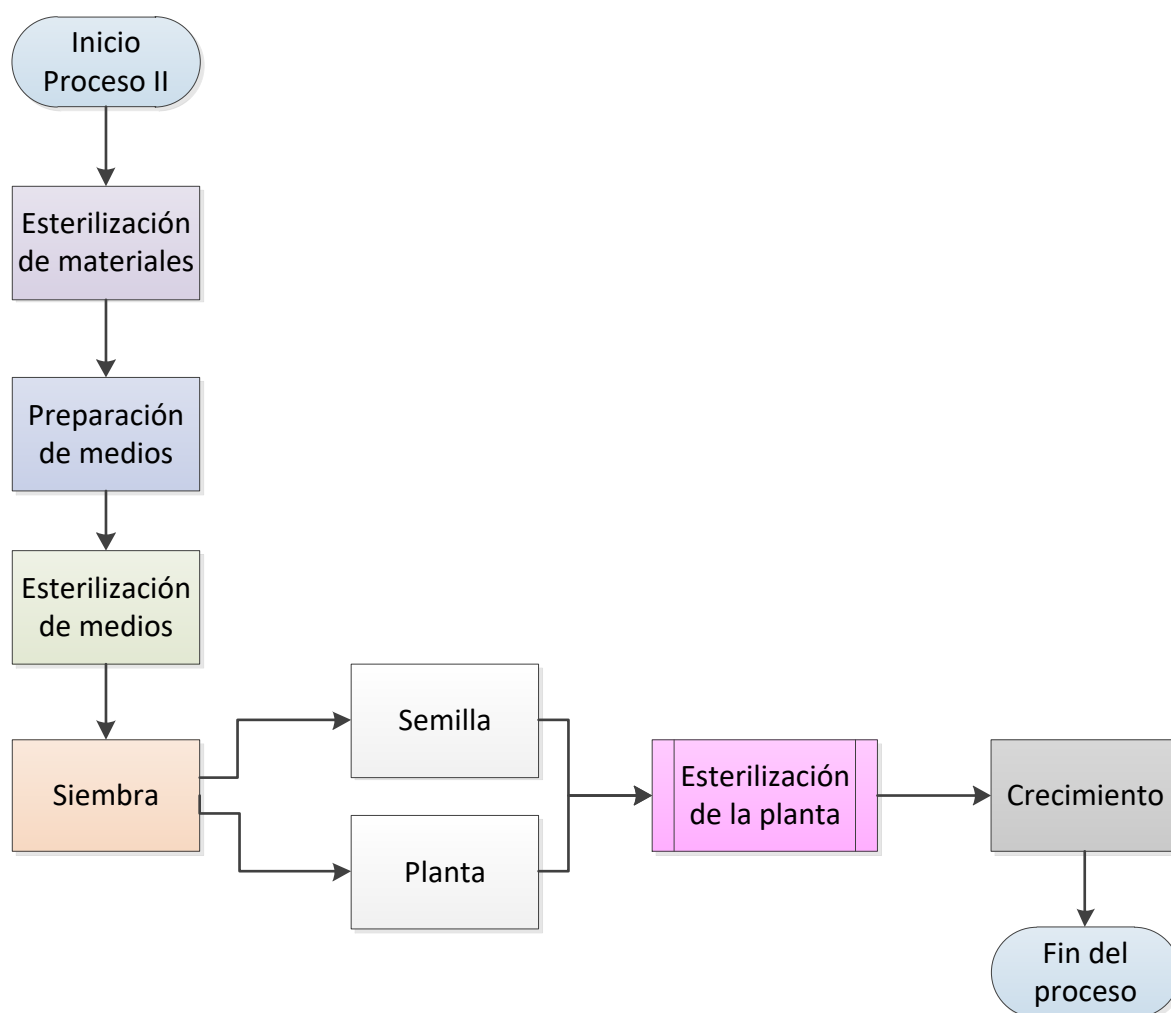 Inicio
Proceso II
Esterilización
de materiales
Preparación
de medios
Esterilización
de medios
Siembra
Semilla
Planta
Esterilización
de la planta
Crecimiento
Fin del
proceso